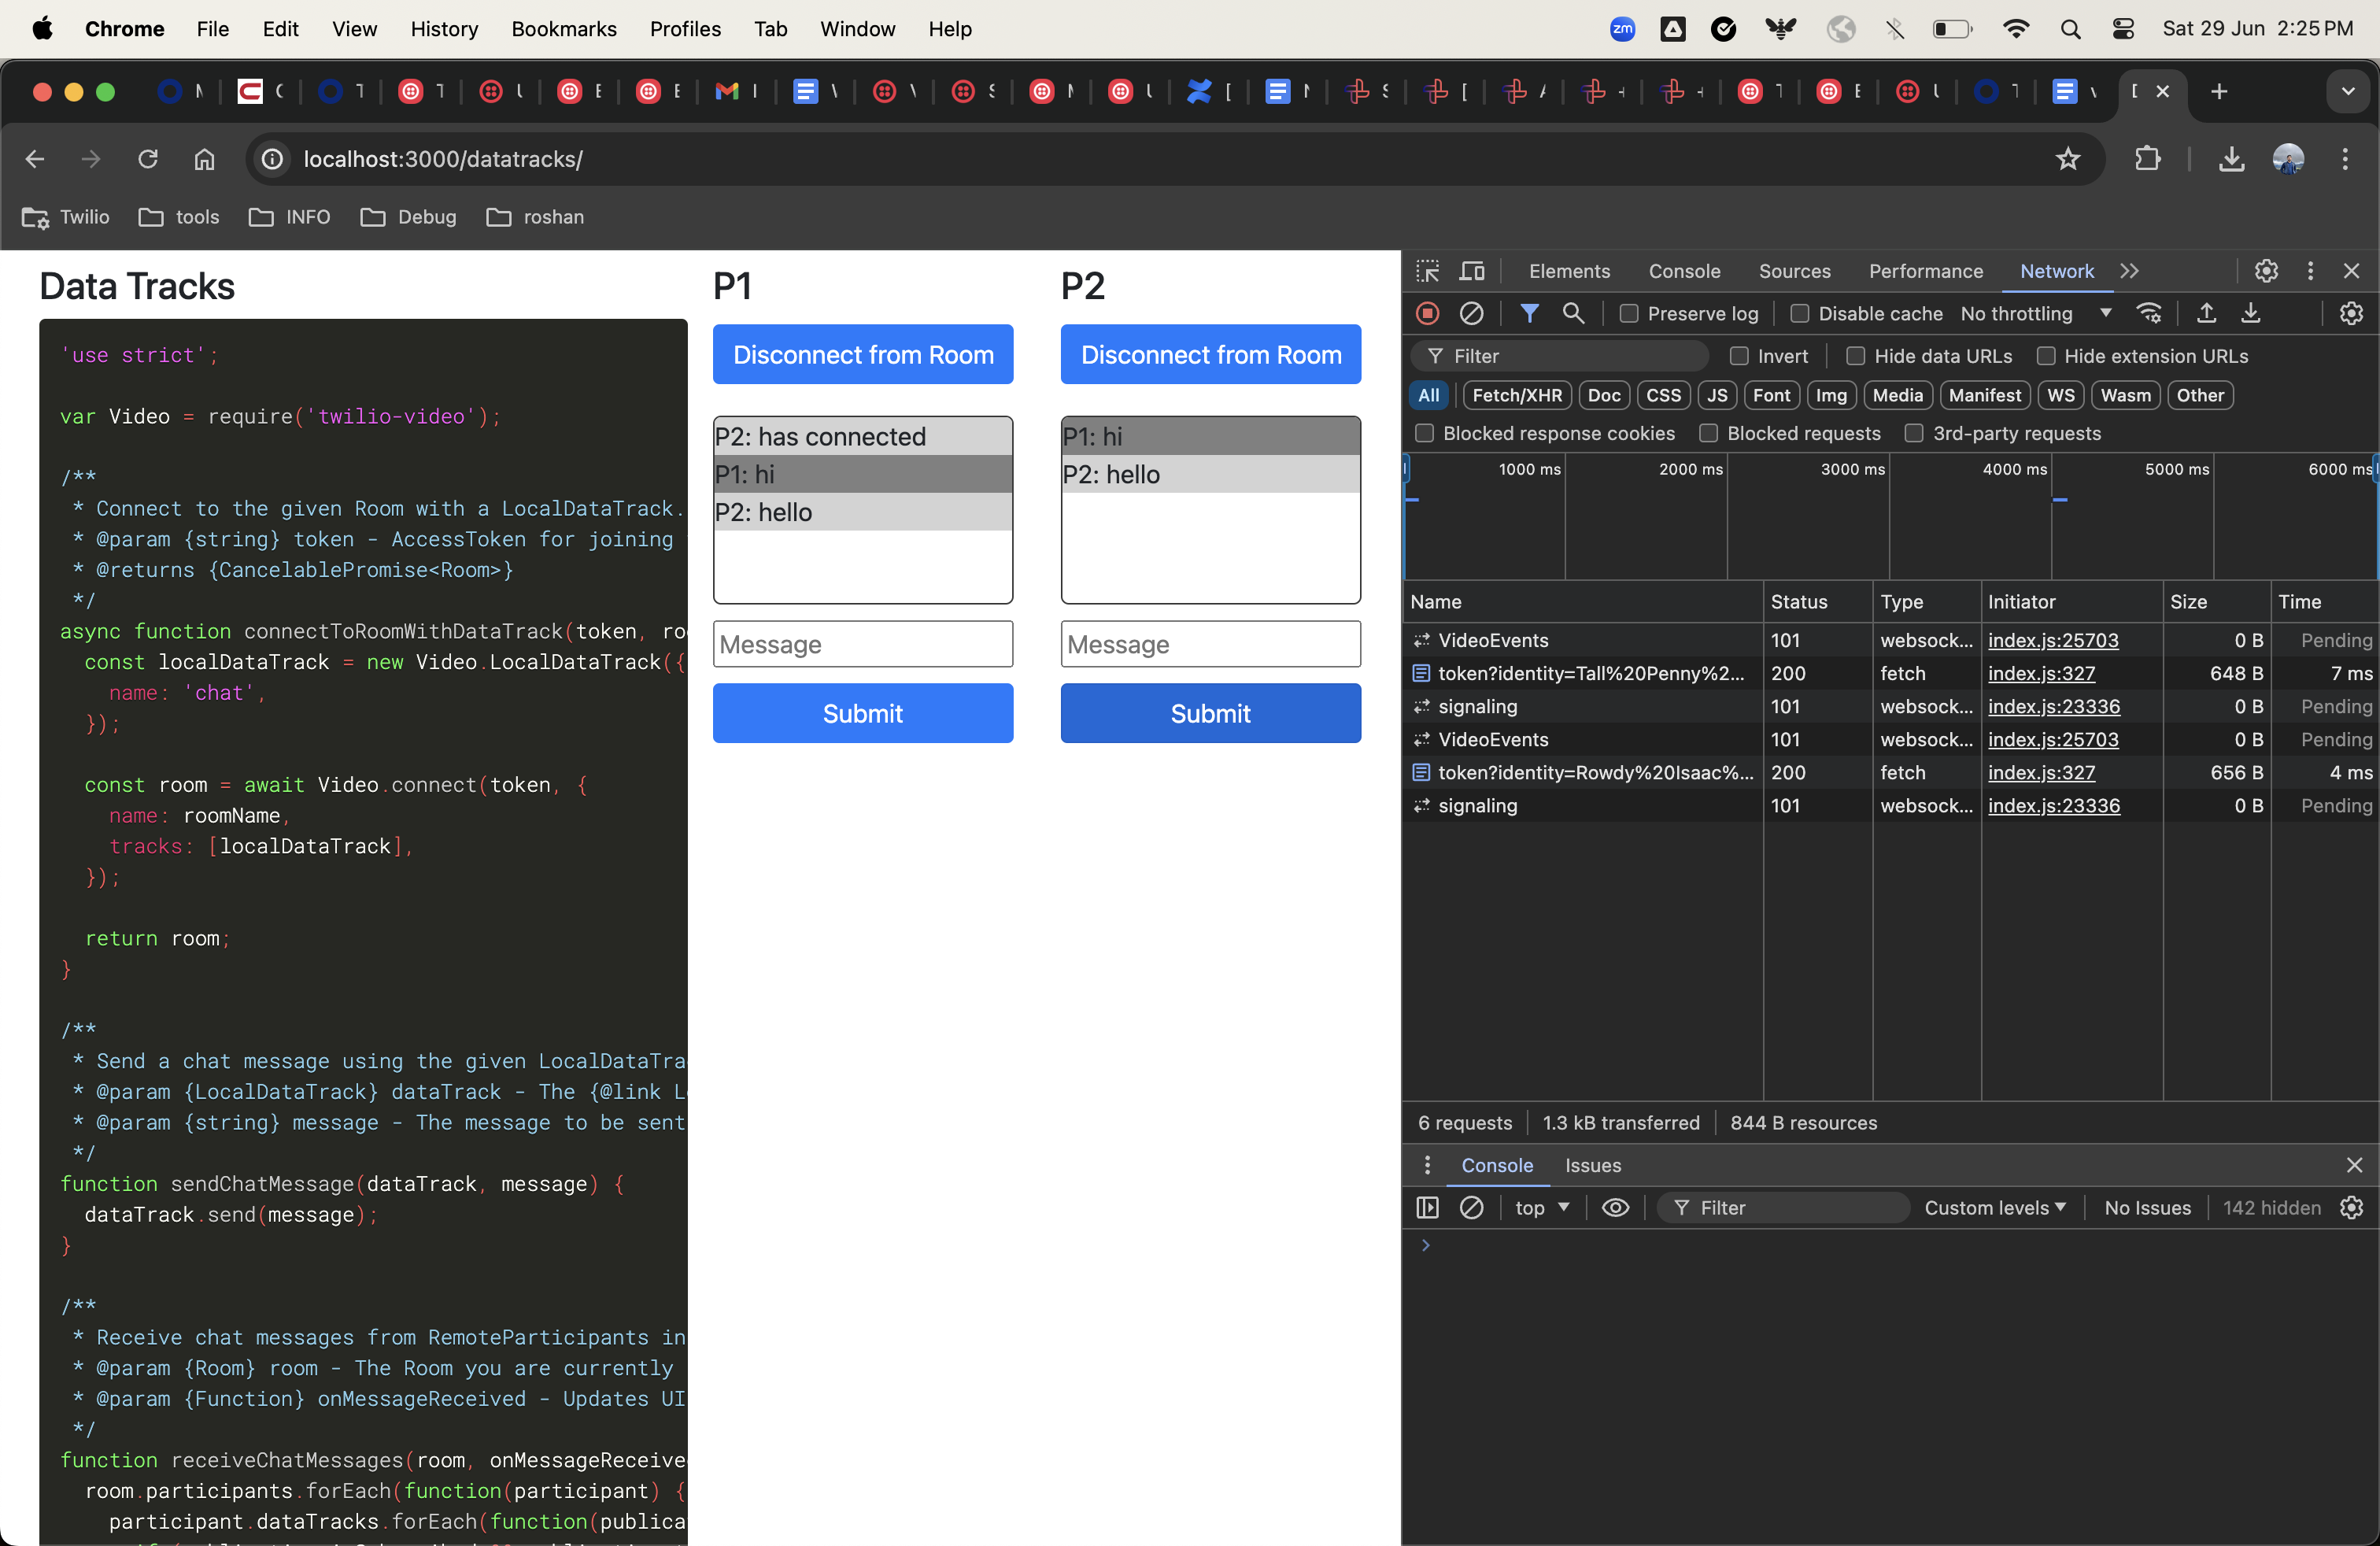 Chrome File Edit View History Bookmarks Profiles Tab Window Help zm Sat 29 Jun 2:25 PM
localhost:3000/datatracks/
Twilio tools INFO Debug roshan
Data Tracks
'use strict';
var Video = require('twilio-video');
/**
* Connect to the given Room with a LocalDataTrack.
* @param {string} token - AccessToken for joining
* @returns {CancelablePromise<Room>}
*/
async function connectToRoomWithDataTrack(token, ro
const localDataTrack = new Video.LocalDataTrack({
name: 'chat',
});
const room = await Video.connect(token, {
name: roomName,
tracks: [localDataTrack],
});
return room;
}
/**
* Send a chat message using the given LocalDataTra
* @param {LocalDataTrack} dataTrack - The {@link L
* @param {string} message - The message to be sent
*/
function sendChatMessage(dataTrack, message) {
dataTrack.send(message);
}
/**
* Receive chat messages from RemoteParticipants in
* @param {Room} room - The Room you are currently
* @param {Function} onMessageReceived - Updates UI
*/
function receiveChatMessages(room, onMessageReceive
room.participants.forEach(function(participant) {
participant.dataTracks.forEach(function(publica
P1
Disconnect from Room
P2: has connected
P1: hi
P2: hello
Message
Submit
P2
Disconnect from Room
P1: hi
P2: hello
Message
Submit
Elements Console Sources Performance Network
Preserve log Disable cache No throttling
Filter Invert Hide data URLs Hide extension URLs
All Fetch/XHR Doc CSS JS Font Img Media Manifest WS Wasm Other
Blocked response cookies Blocked requests 3rd-party requests
1000 ms 2000 ms 3000 ms 4000 ms 5000 ms 6000 ms
Name Status Type Initiator Size Time
VideoEvents 101 websock... index.js:25703 0 B Pending
token?identity=Tall%20Penny%2... 200 fetch index.js:327 648 B 7 ms
signaling 101 websock... index.js:23336 0 B Pending
VideoEvents 101 websock... index.js:25703 0 B Pending
token?identity=Rowdy%20Isaac%... 200 fetch index.js:327 656 B 4 ms
signaling 101 websock... index.js:23336 0 B Pending
6 requests 1.3 kB transferred 844 B resources
Console Issues
top Filter Custom levels No Issues 142 hidden